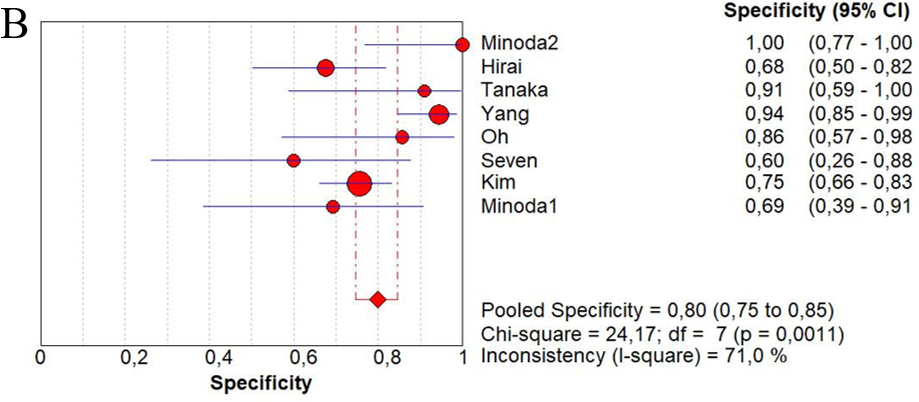 B
Specificity (95% CI)
Minoda2 1,00 (0,77 - 1,00
Hirai 0,68 (0,50 - 0,82
Tanaka 0,91 (0,59 - 1,00
Yang 0,94 (0,85 - 0,99
Oh 0,86 (0,57 - 0,98
Seven 0,60 (0,26 - 0,88
Kim 0,75 (0,66 - 0,83
Minoda1 0,69 (0,39 - 0,91
Pooled Specificity = 0,80 (0,75 to 0,85)
Chi-square = 24,17; df = 7 (p = 0,0011)
Inconsistency (I-square) = 71,0 %
0 0,2 0,4 0,6 0,8 1
Specificity